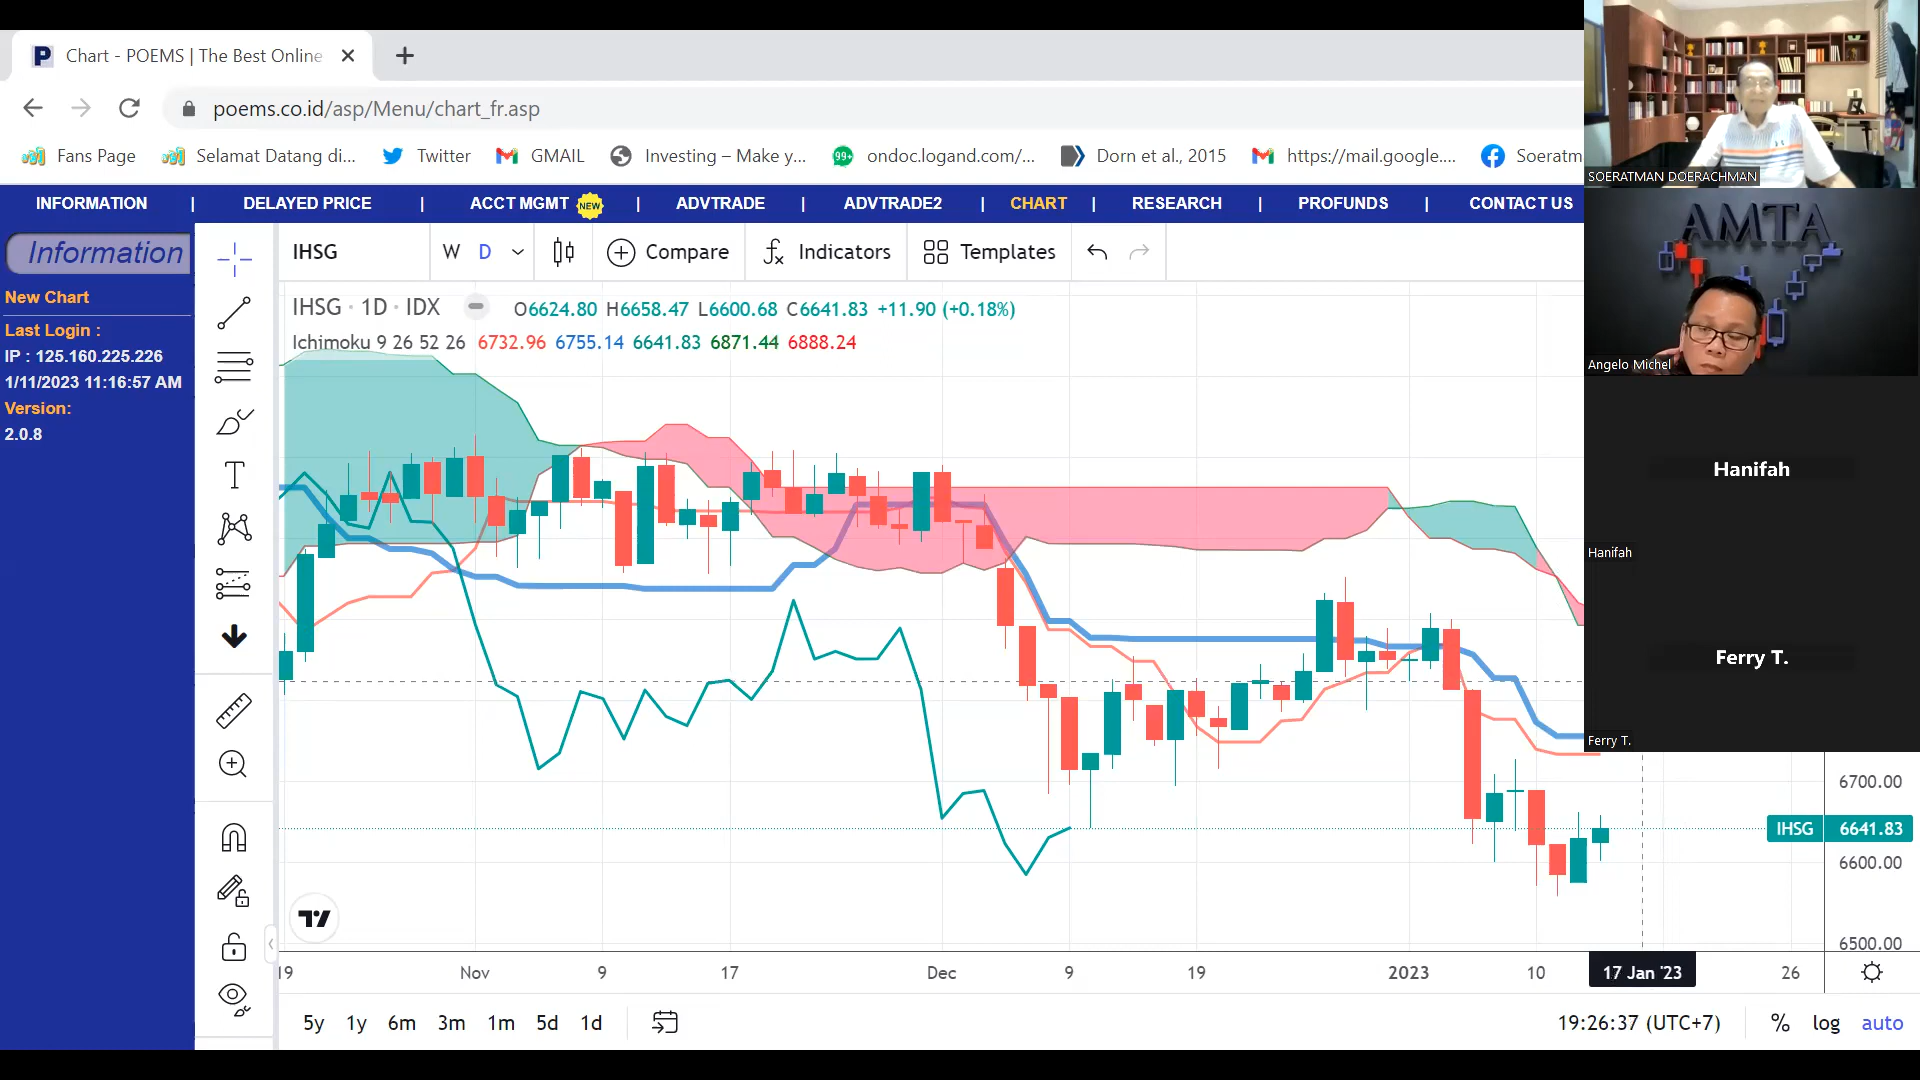 Chart - POEMS | The Best Online
poems.co.id/asp/Menu/chart_fr.asp
Fans Page
Selamat Datang di...
Twitter
GMAIL
Investing – Make y...
99+
ondoc.logand.com/...
Dorn et al., 2015
https://mail.google....
Soeratm
INFORMATION | DELAYED PRICE | ACCT MGMT NEW | ADVTRADE | ADVTRADE2 | CHART | RESEARCH | PROFUNDS | CONTACT US
Information
New Chart
Last Login :
IP : 125.160.225.226
1/11/2023 11:16:57 AM
Version:
2.0.8
IHSG
W D
Compare
Indicators
Templates
IHSG · 1D · IDX
O6624.80 H6658.47 L6600.68 C6641.83 +11.90 (+0.18%)
Ichimoku 9 26 52 26 6732.96 6755.14 6641.83 6871.44 6888.24
6700.00
IHSG 6641.83
6600.00
6500.00
19 Nov 9 17 Dec 9 19 2023 10 17 Jan '23 26
5y 1y 6m 3m 1m 5d 1d
19:26:37 (UTC+7)
% log auto
SOERATMAN DOERACHMAN
AMTA
Angelo Michel
Hanifah
Hanifah
Ferry T.
Ferry T.